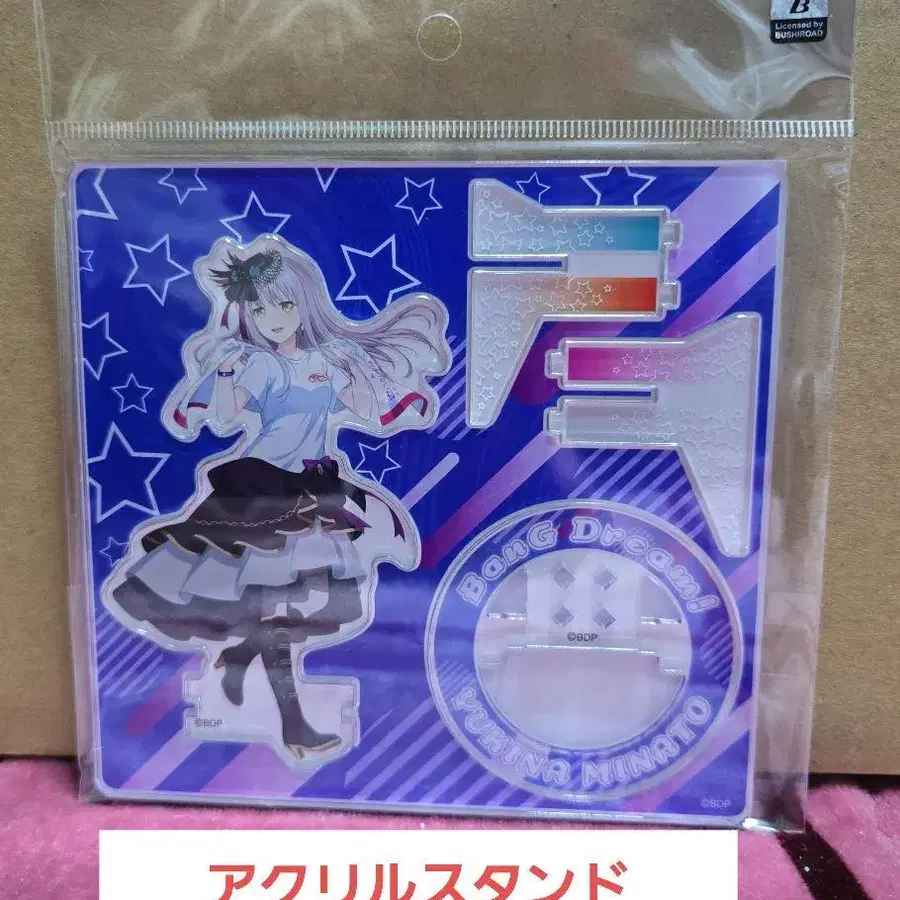 B
Licensed by
BUSHIROAD
BanG Dream!
©BDP
YUKINA MINATO
©BDP
©BDP
アクリルスタンド